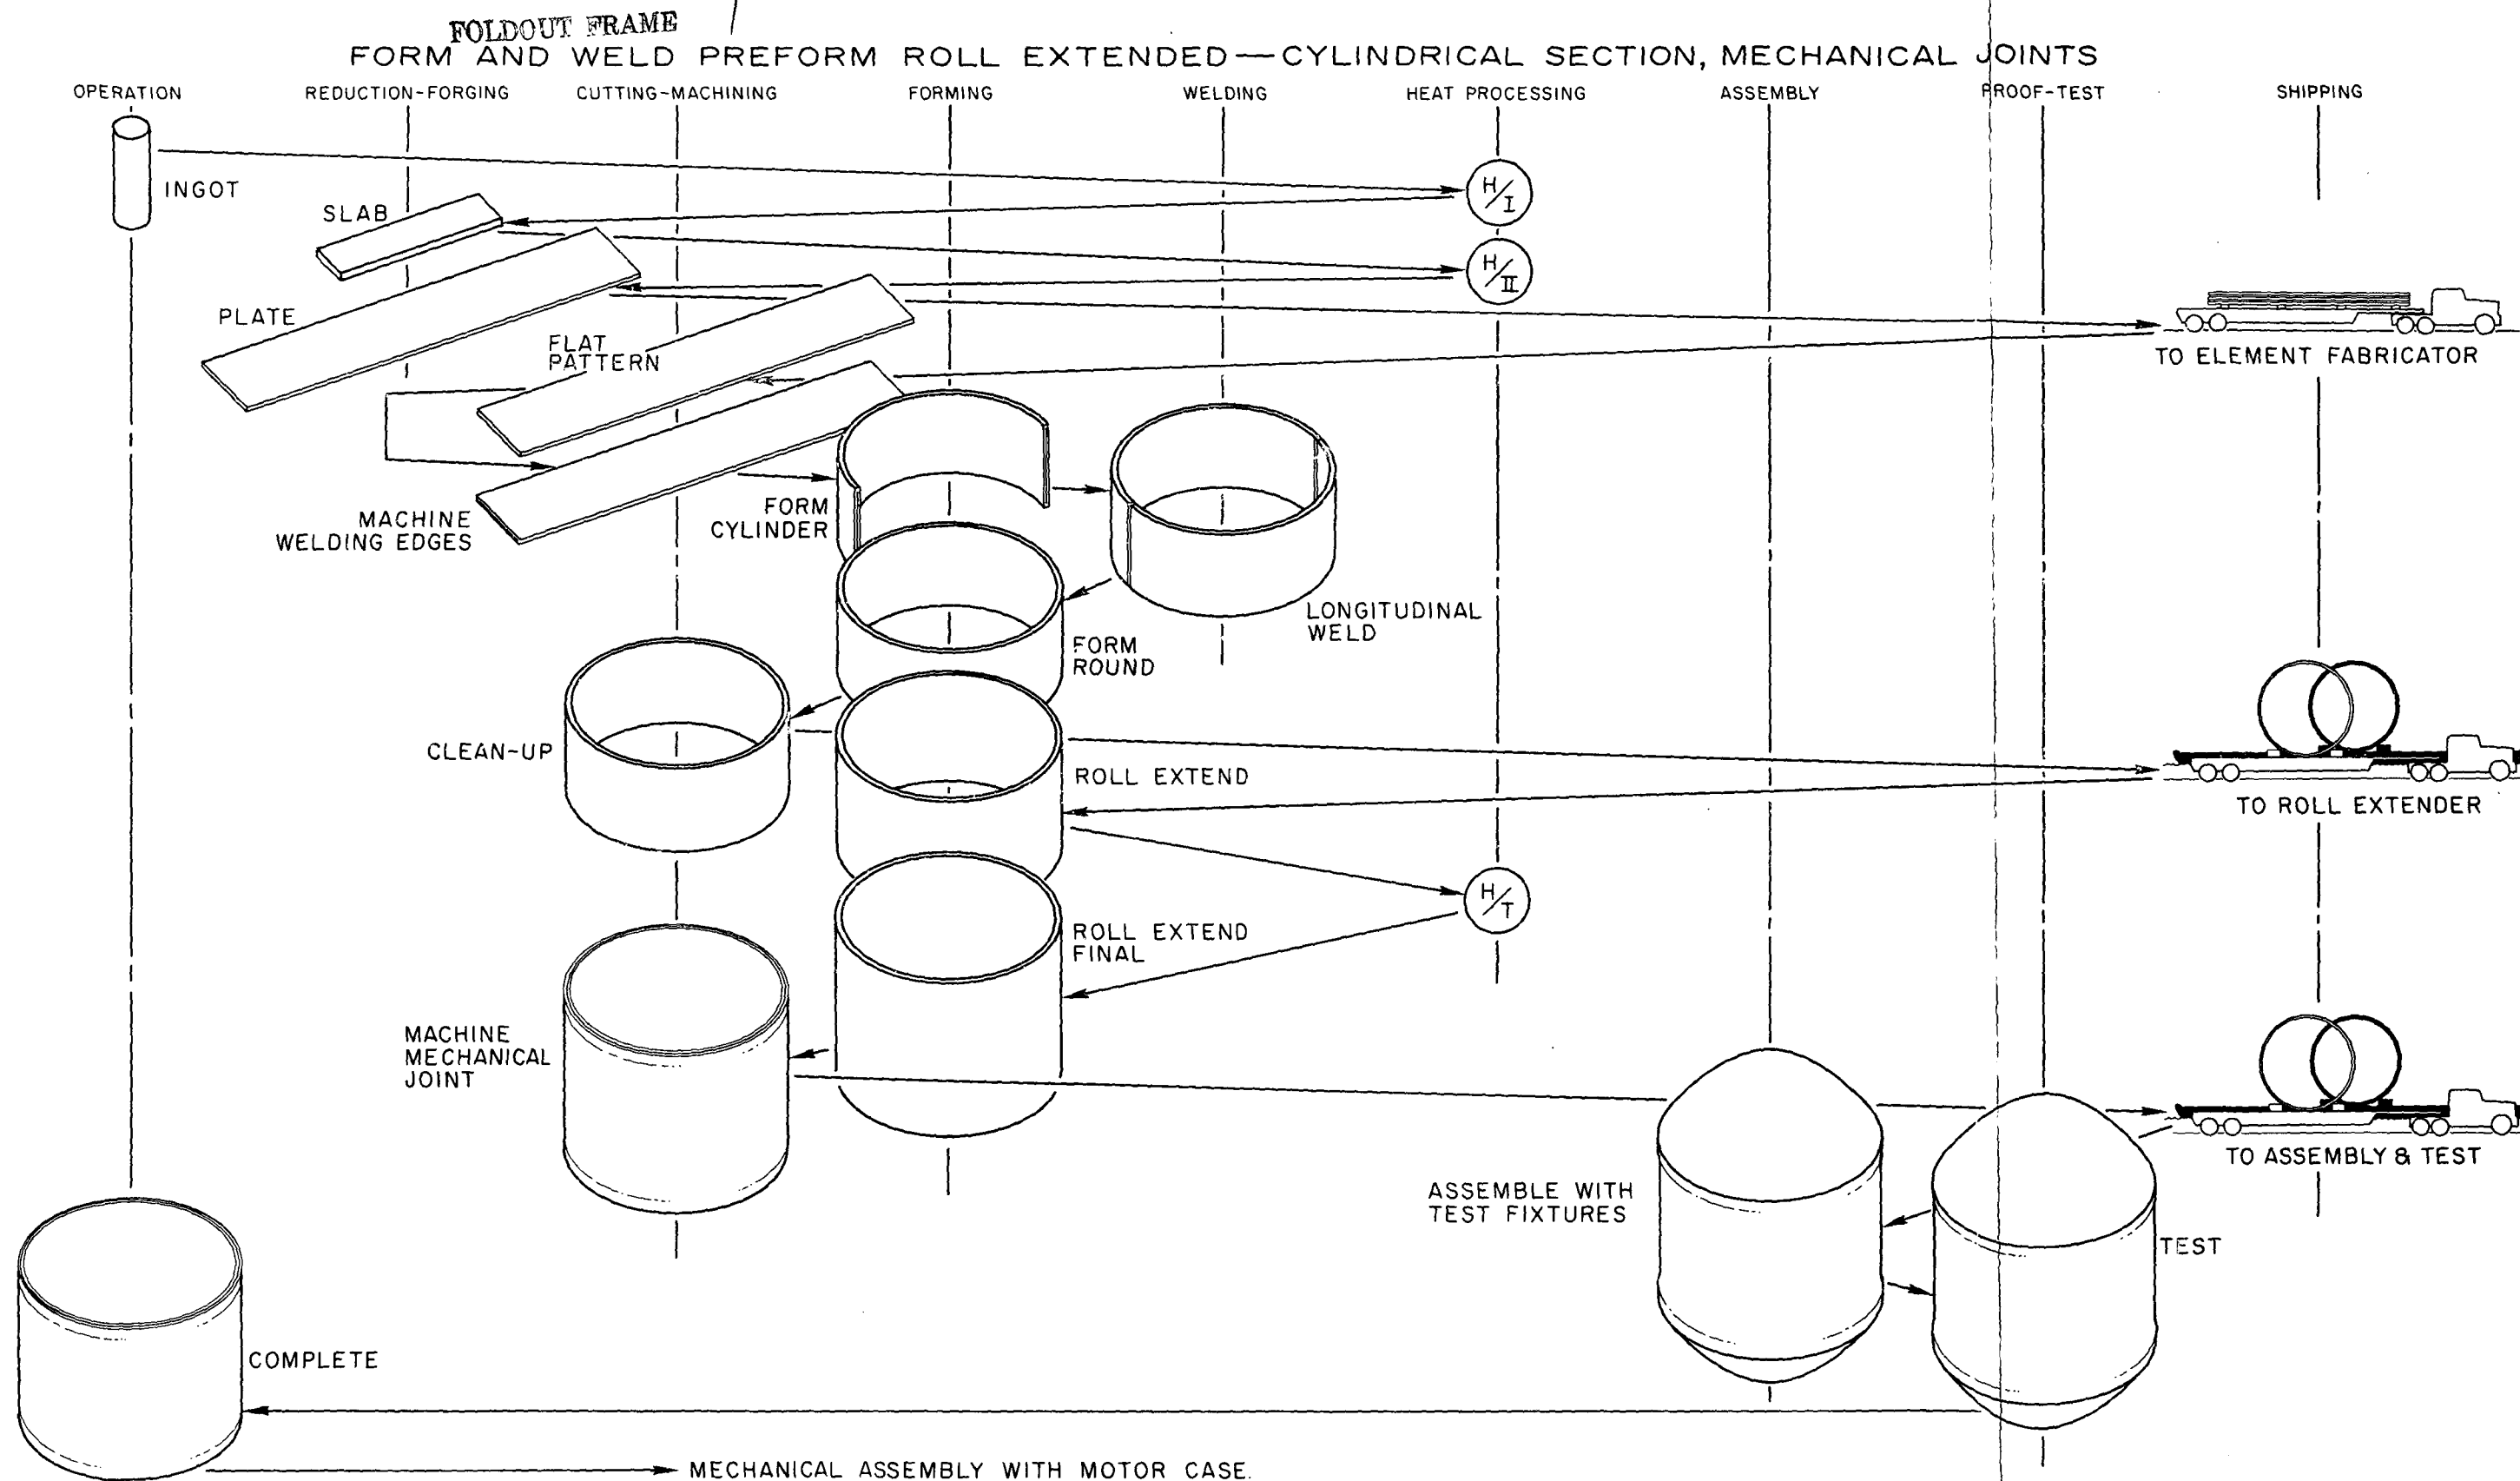 FOLDOUT FRAME
FORM AND WELD PREFORM ROLL EXTENDED—CYLINDRICAL SECTION, MECHANICAL JOINTS
OPERATION
REDUCTION-FORGING
CUTTING-MACHINING
FORMING
WELDING
HEAT PROCESSING
ASSEMBLY
PROOF-TEST
SHIPPING
INGOT
H/I
SLAB
H/II
PLATE
FLAT
PATTERN
TO ELEMENT FABRICATOR
MACHINE
WELDING EDGES
FORM
CYLINDER
LONGITUDINAL
WELD
FORM
ROUND
CLEAN-UP
ROLL EXTEND
TO ROLL EXTENDER
H/T
ROLL EXTEND
FINAL
MACHINE
MECHANICAL
JOINT
TO ASSEMBLY & TEST
ASSEMBLE WITH
TEST FIXTURES
TEST
COMPLETE
MECHANICAL ASSEMBLY WITH MOTOR CASE.